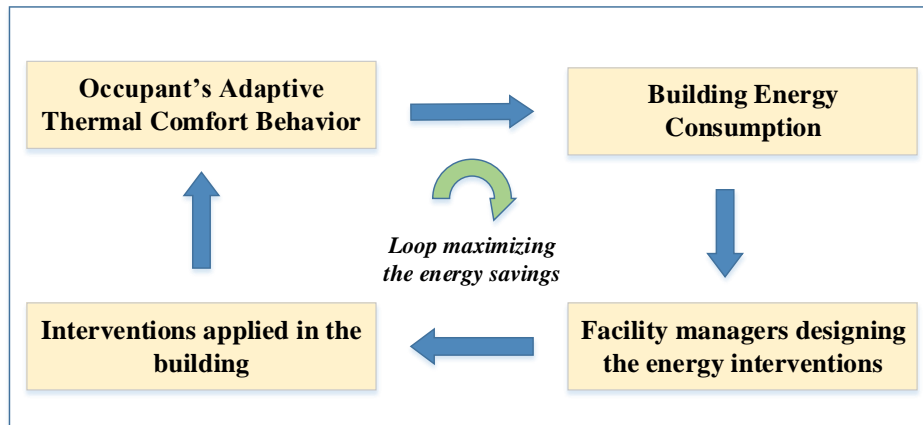 Occupant's Adaptive
Thermal Comfort Behavior
Building Energy
Consumption
Loop maximizing
the energy savings
Interventions applied in the
building
Facility managers designing
the energy interventions